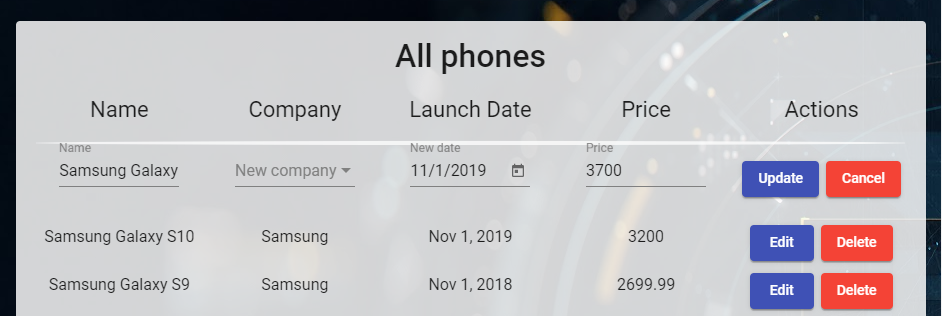 All phones
Name Company Launch Date Price Actions
Name New date Price
Samsung Galaxy New company 11/1/2019 3700 Update Cancel
Samsung Galaxy S10 Samsung Nov 1, 2019 3200 Edit Delete
Samsung Galaxy S9 Samsung Nov 1, 2018 2699.99 Edit Delete